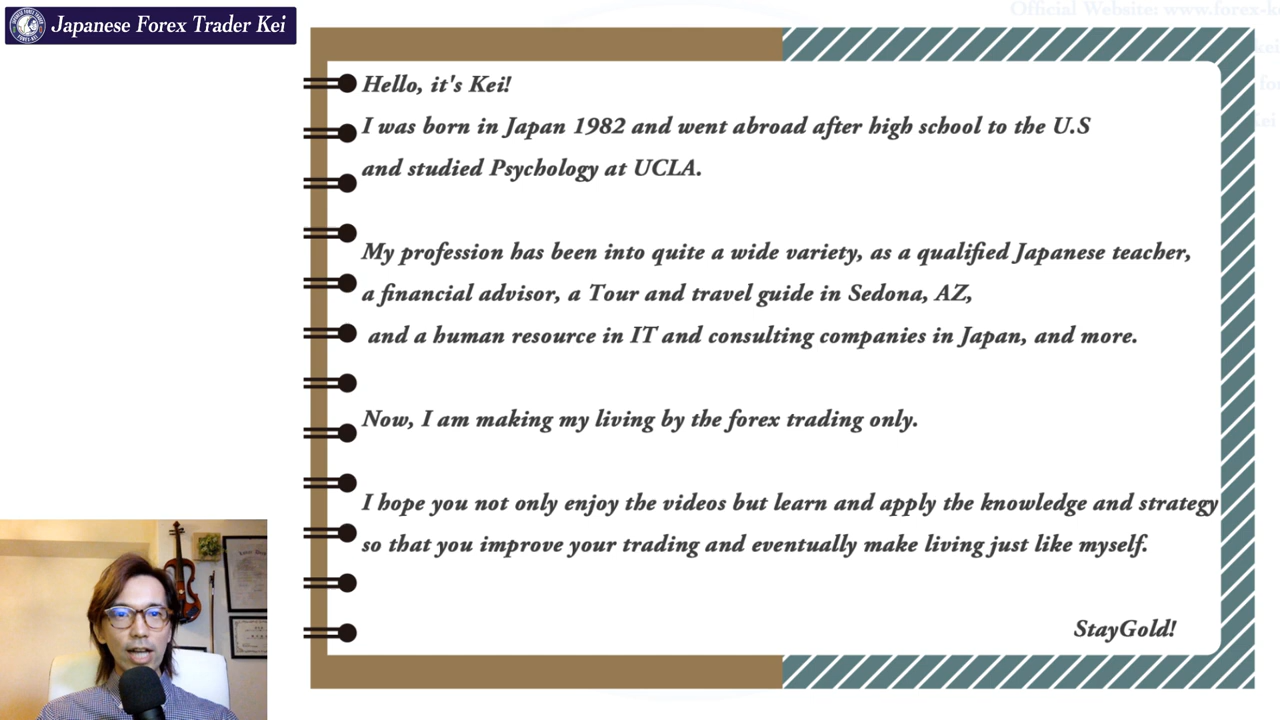 Japanese Forex Trader Kei
Official Website: www.forex-k
Hello, it's Kei!
I was born in Japan 1982 and went abroad after high school to the U.S
and studied Psychology at UCLA.
My profession has been into quite a wide variety, as a qualified Japanese teacher,
a financial advisor, a Tour and travel guide in Sedona, AZ,
and a human resource in IT and consulting companies in Japan, and more.
Now, I am making my living by the forex trading only.
I hope you not only enjoy the videos but learn and apply the knowledge and strategy
so that you improve your trading and eventually make living just like myself.
StayGold!